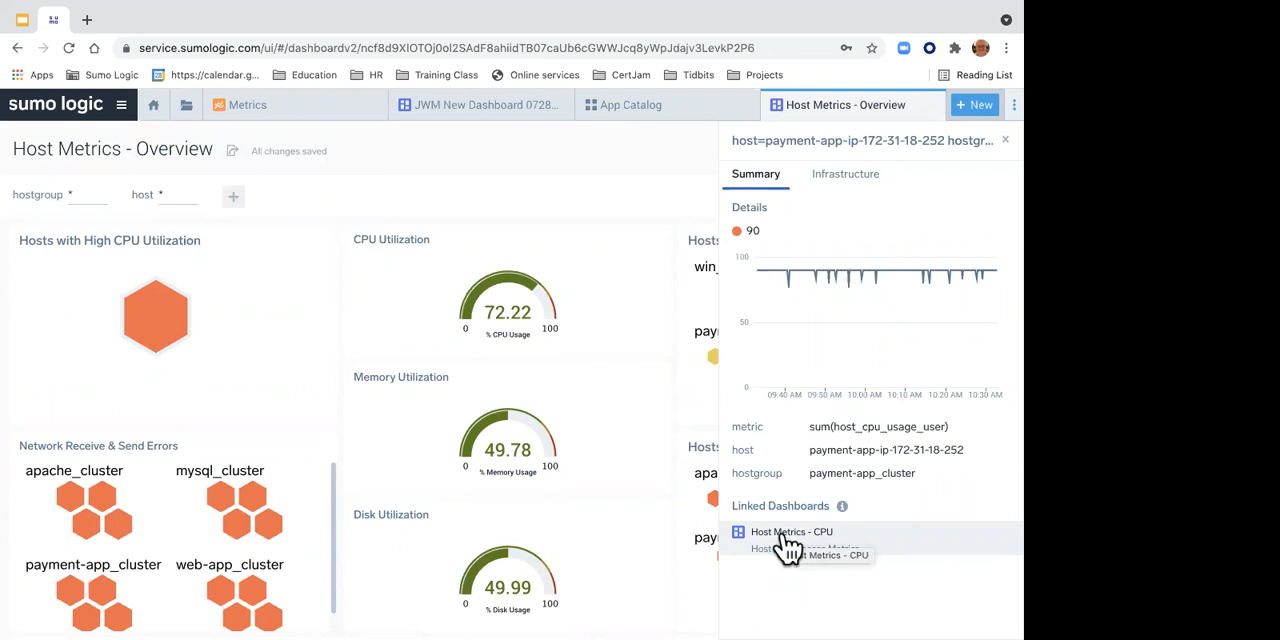 service.sumologic.com/ui/#/dashboardv2/ncf8d9XIOTOj0oI2SAdF8ahiidTB07caUb6cGWWJcq8yWpJdajv3LevkP2P6
Apps Sumo Logic https://calendar.g... Education HR Training Class Online services CertJam Tidbits Projects Reading List
sumo logic Metrics JWM New Dashboard 0728... App Catalog Host Metrics - Overview + New
Host Metrics - Overview All changes saved
hostgroup * host *
Hosts with High CPU Utilization
CPU Utilization
72.22
0 % CPU Usage 100
Memory Utilization
49.78
0 % Memory Usage 100
Network Receive & Send Errors
apache_cluster mysql_cluster
payment-app_cluster web-app_cluster
Disk Utilization
49.99
0 % Disk Usage 100
Hosts
win_
pay
Hosts
apa
pay
host=payment-app-ip-172-31-18-252 hostgr... ×
Summary Infrastructure
Details
90
100
50
0
09:40 AM 09:50 AM 10:00 AM 10:10 AM 10:20 AM 10:30 AM
metric sum(host_cpu_usage_user)
host payment-app-ip-172-31-18-252
hostgroup payment-app_cluster
Linked Dashboards
Host Metrics - CPU
Host Metrics - CPU